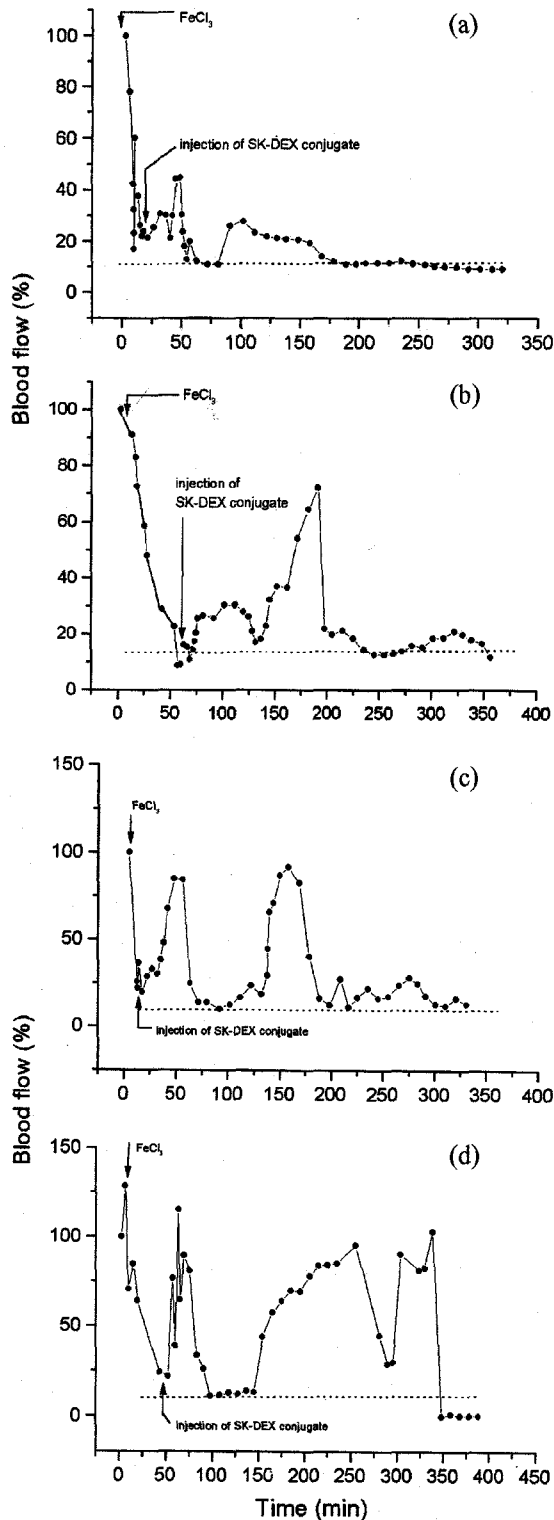 (a)
FeCl₃
injection of SK-DEX conjugate
100
80
60
40
20
0
0 50 100 150 200 250 300 350
(b)
FeCl₃
injection of
SK-DEX conjugate
100
80
60
40
20
0
0 50 100 150 200 250 300 350 400
Blood flow (%)
(c)
FeCl₃
injection of SK-DEX conjugate
150
100
50
0
0 50 100 150 200 250 300 350 400
(d)
FeCl₃
injection of SK-DEX conjugate
150
100
50
0
0 50 100 150 200 250 300 350 400 450
Blood flow (%)
Time (min)